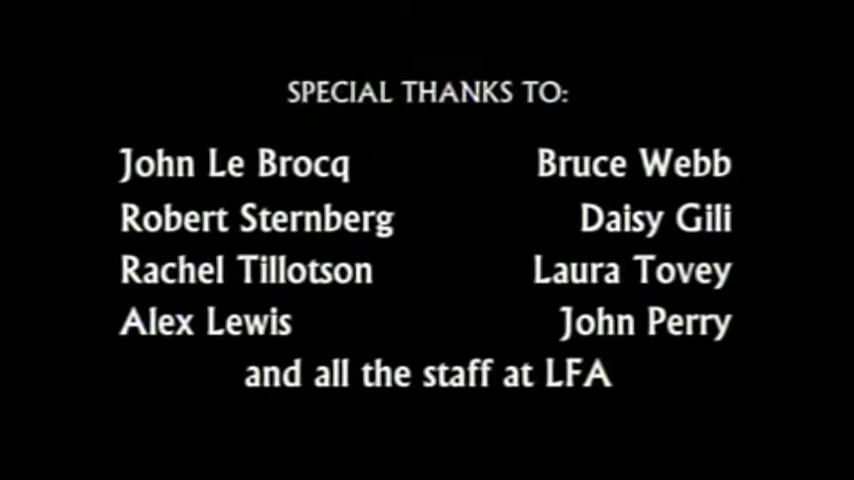 SPECIAL THANKS TO:
John Le Brocq Bruce Webb
Robert Sternberg Daisy Gili
Rachel Tillotson Laura Tovey
Alex Lewis John Perry
and all the staff at LFA